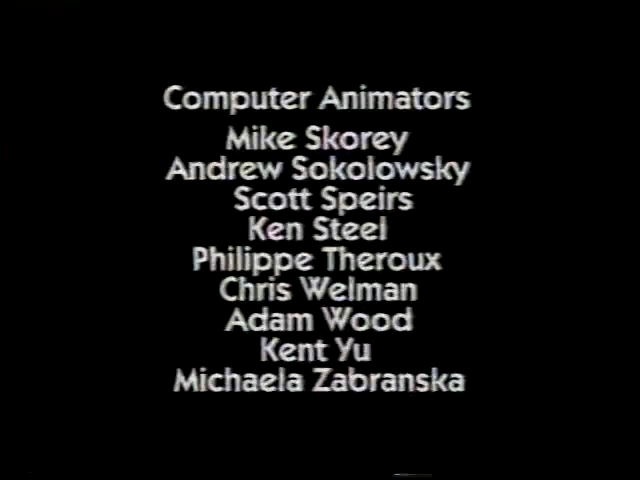 Computer Animators
Mike Skorey
Andrew Sokolowsky
Scott Speirs
Ken Steel
Philippe Theroux
Chris Welman
Adam Wood
Kent Yu
Michaela Zabranska